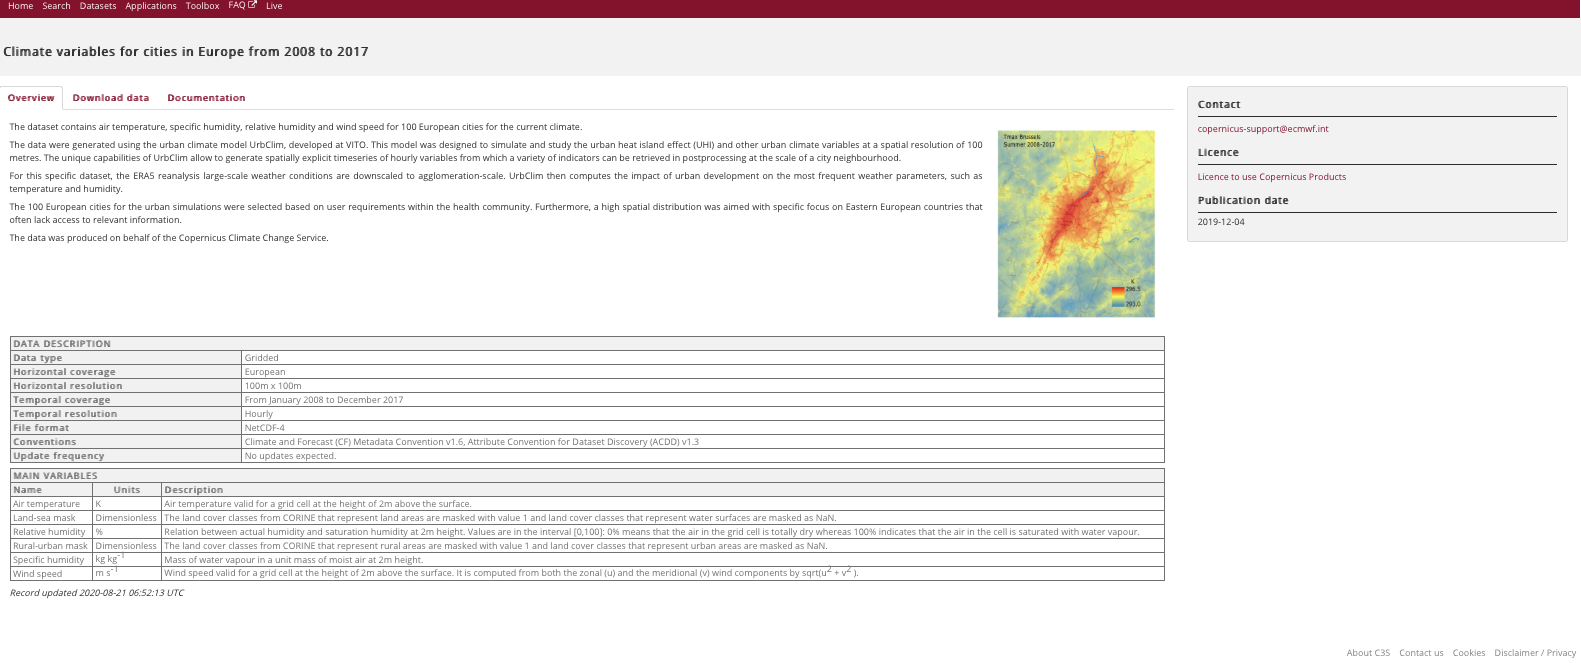 Home Search Datasets Applications Toolbox FAQ Live
Climate variables for cities in Europe from 2008 to 2017
Overview Download data Documentation
The dataset contains air temperature, specific humidity, relative humidity and wind speed for 100 European cities for the current climate.
The data were generated using the urban climate model UrbClim, developed at VITO. This model was designed to simulate and study the urban heat island effect (UHI) and other urban climate variables at a spatial resolution of 100
metres. The unique capabilities of UrbClim allow to generate spatially explicit timeseries of hourly variables from which a variety of indicators can be retrieved in postprocessing at the scale of a city neighbourhood.
For this specific dataset, the ERA5 reanalysis large-scale weather conditions are downscaled to agglomeration-scale. UrbClim then computes the impact of urban development on the most frequent weather parameters, such as
temperature and humidity.
The 100 European cities for the urban simulations were selected based on user requirements within the health community. Furthermore, a high spatial distribution was aimed with specific focus on Eastern European countries that
often lack access to relevant information.
The data was produced on behalf of the Copernicus Climate Change Service.
Tmax Brussels
Summer 2008-2017
K
296.5
293.0
Contact
copernicus-support@ecmwf.int
Licence
Licence to use Copernicus Products
Publication date
2019-12-04
DATA DESCRIPTION
Data type Gridded
Horizontal coverage European
Horizontal resolution 100m x 100m
Temporal coverage From January 2008 to December 2017
Temporal resolution Hourly
File format NetCDF-4
Conventions Climate and Forecast (CF) Metadata Convention v1.6, Attribute Convention for Dataset Discovery (ACDD) v1.3
Update frequency No updates expected.
MAIN VARIABLES
Name Units Description
Air temperature K Air temperature valid for a grid cell at the height of 2m above the surface.
Land-sea mask Dimensionless The land cover classes from CORINE that represent land areas are masked with value 1 and land cover classes that represent water surfaces are masked as NaN.
Relative humidity % Relation between actual humidity and saturation humidity at 2m height. Values are in the interval [0,100]: 0% means that the air in the grid cell is totally dry whereas 100% indicates that the air in the cell is saturated with water vapour.
Rural-urban mask Dimensionless The land cover classes from CORINE that represent rural areas are masked with value 1 and land cover classes that represent urban areas are masked as NaN.
Specific humidity kg kg⁻¹ Mass of water vapour in a unit mass of moist air at 2m height.
Wind speed m s⁻¹ Wind speed valid for a grid cell at the height of 2m above the surface. It is computed from both the zonal (u) and the meridional (v) wind components by sqrt(u² + v² ).
Record updated 2020-08-21 06:52:13 UTC
About C3S Contact us Cookies Disclaimer / Privacy